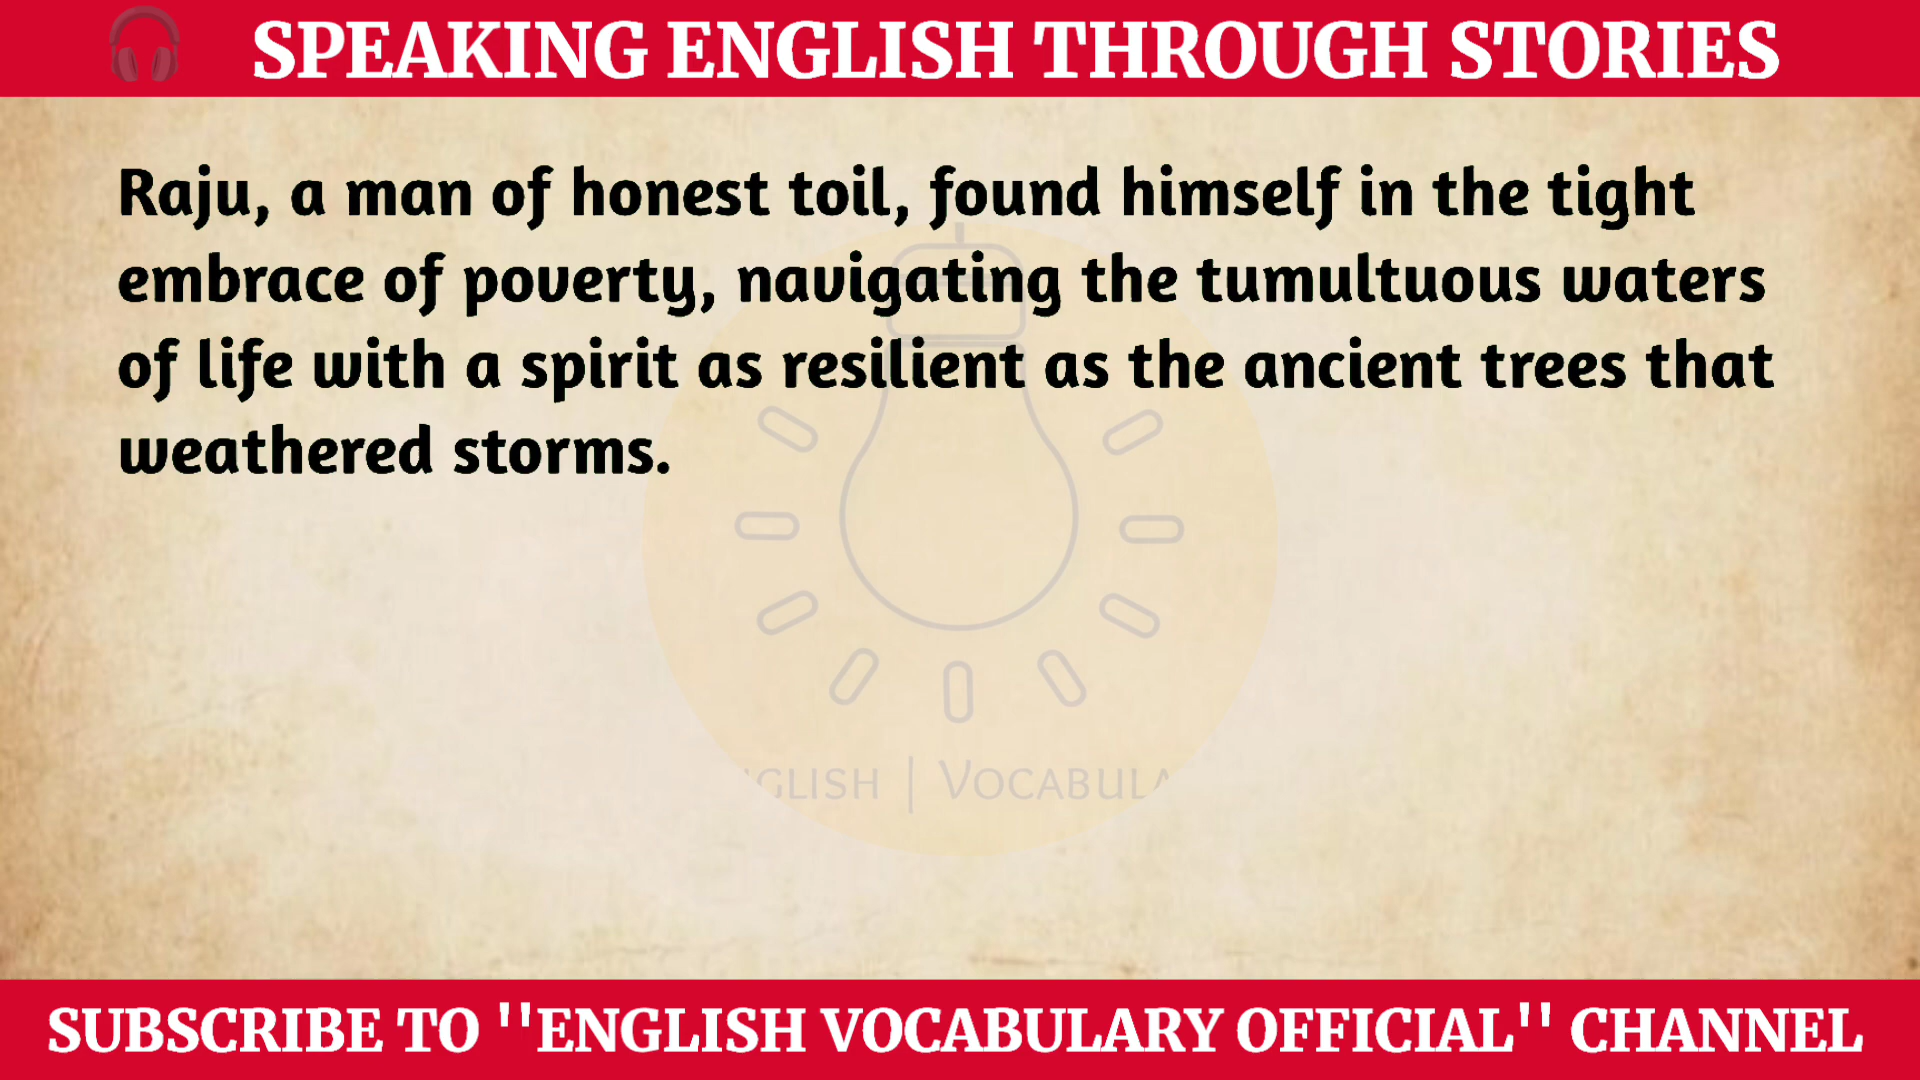 SPEAKING ENGLISH THROUGH STORIES
Raju, a man of honest toil, found himself in the tight
embrace of poverty, navigating the tumultuous waters
of life with a spirit as resilient as the ancient trees that
weathered storms.
GLISH | VOCABULA
SUBSCRIBE TO "ENGLISH VOCABULARY OFFICIAL" CHANNEL